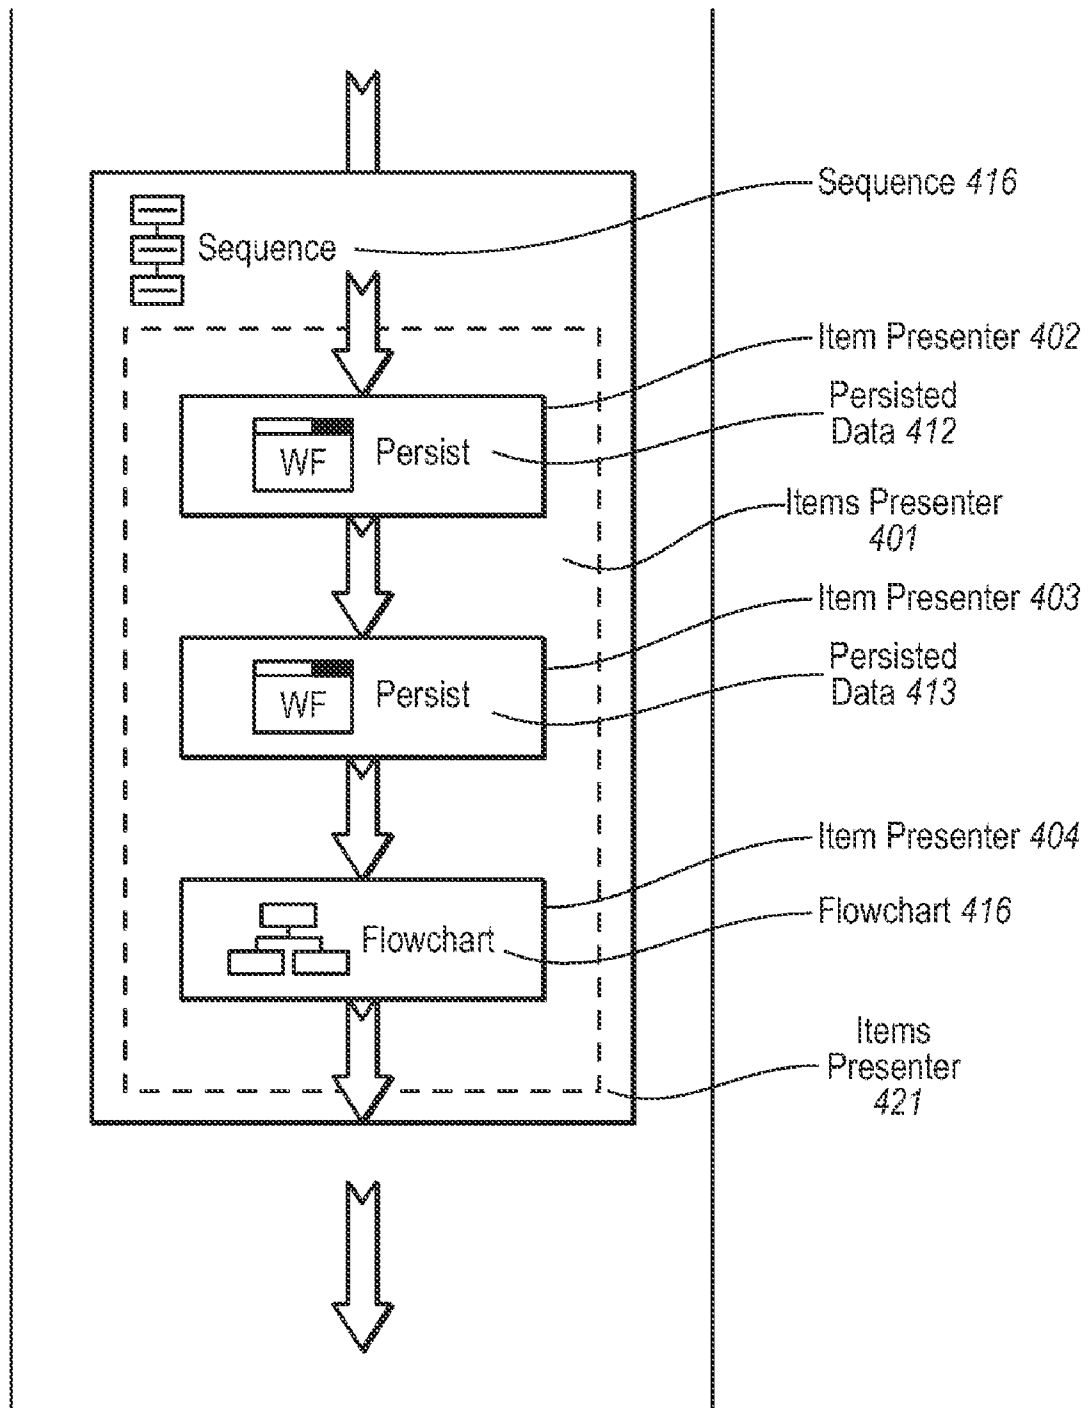 Sequence 416
Sequence
Item Presenter 402
Persisted
Data 412
WF Persist
Items Presenter
401
Item Presenter 403
Persisted
Data 413
WF Persist
Item Presenter 404
Flowchart 416
Flowchart
Items
Presenter
421